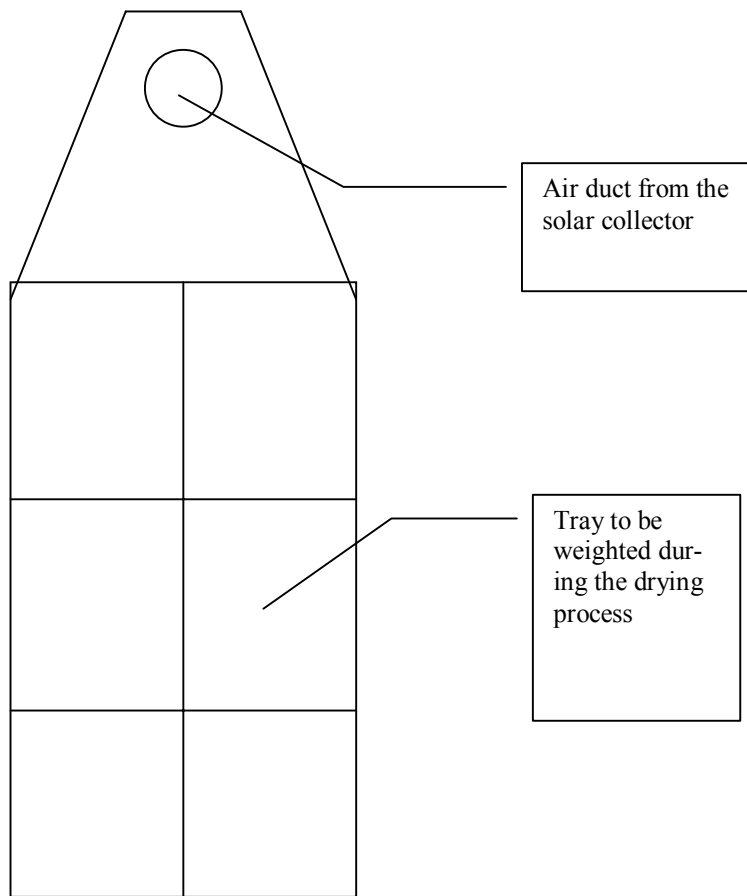 Air duct from the
solar collector
Tray to be
weighted dur-
ing the drying
process